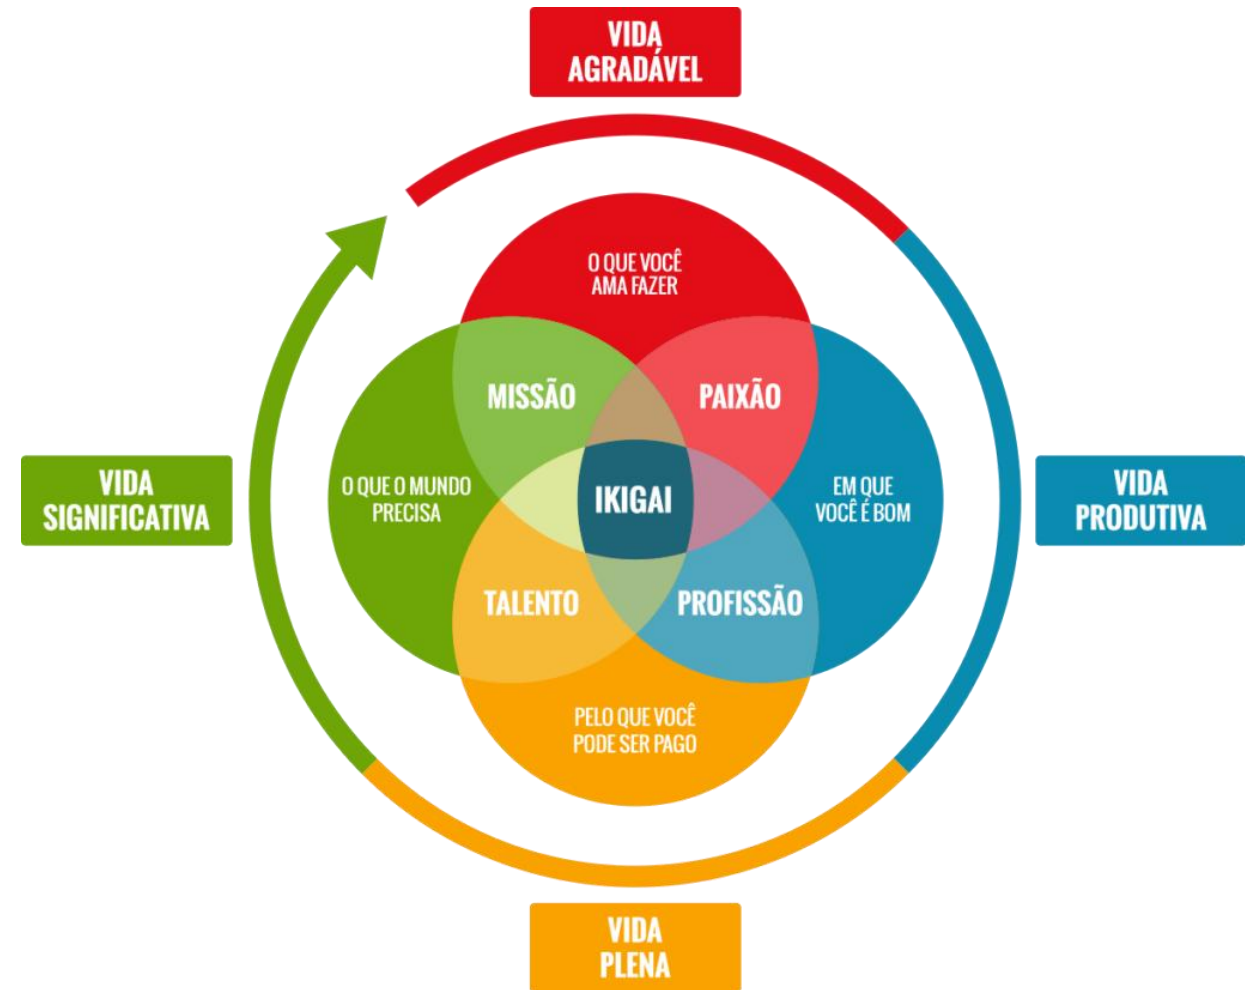 VIDA
AGRADÁVEL
O QUE VOCÊ
AMA FAZER
MISSÃO
PAIXÃO
VIDA
SIGNIFICATIVA
O QUE O MUNDO
PRECISA
IKIGAI
EM QUE
VOCÊ É BOM
VIDA
PRODUTIVA
TALENTO
PROFISSÃO
PELO QUE VOCÊ
PODE SER PAGO
VIDA
PLENA